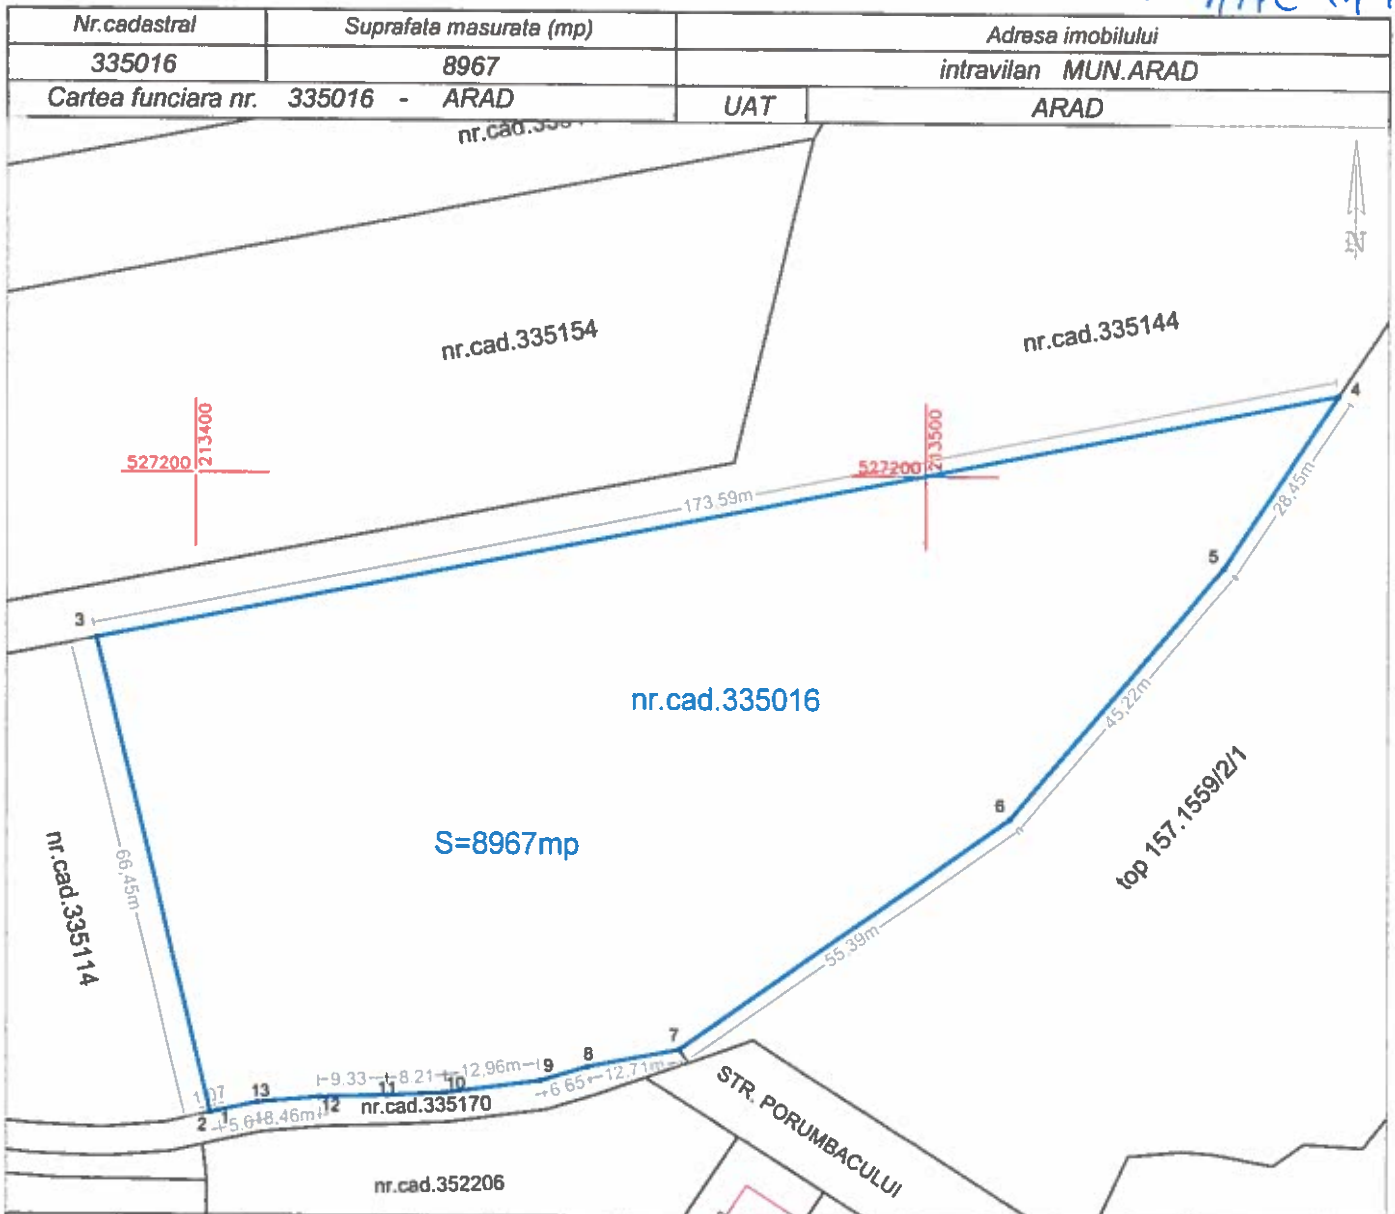 Nr.cadastral Suprafata masurata (mp) Adresa imobilului
335016 8967 intravilan MUN.ARAD
Cartea funciara nr. 335016 - ARAD UAT ARAD
nr.cad.
N
nr.cad.335154
nr.cad.335144
4
213400
527200
213500
527200
173,59m
28.45m
5
3
nr.cad.335016
45,22m
6
top 157.1559/2/1
S=8967mp
66,45m
nr.cad.335114
55.39m
7
8
9
12,96m
8.21
9.33
6.65
12.71m
10
11
12
13
1.07
2
1
8.46m
nr.cad.335170
STR. PORUMBACULUI
nr.cad.352206